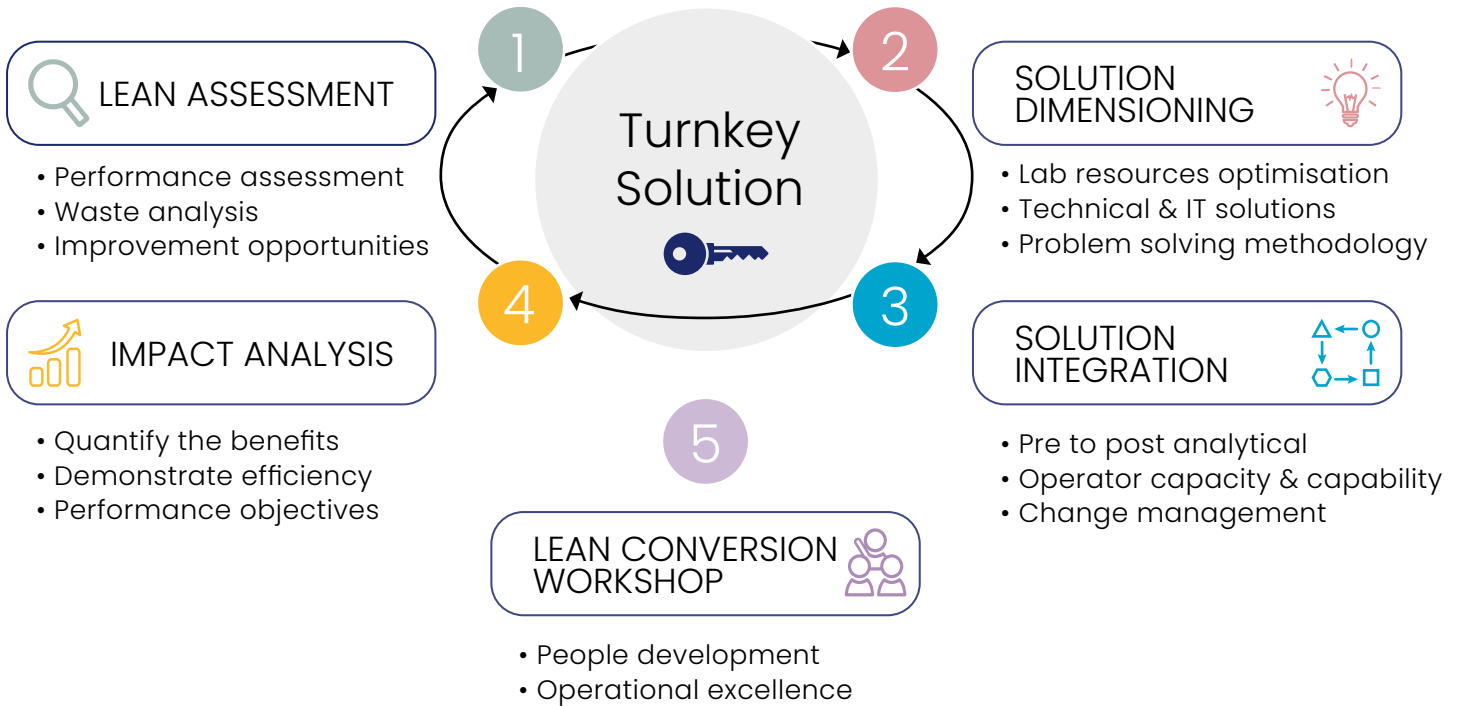 Turnkey
Solution
1
LEAN ASSESSMENT
• Performance assessment
• Waste analysis
• Improvement opportunities
2
SOLUTION
DIMENSIONING
• Lab resources optimisation
• Technical & IT solutions
• Problem solving methodology
3
SOLUTION
INTEGRATION
• Pre to post analytical
• Operator capacity & capability
• Change management
4
IMPACT ANALYSIS
• Quantify the benefits
• Demonstrate efficiency
• Performance objectives
5
LEAN CONVERSION
WORKSHOP
• People development
• Operational excellence